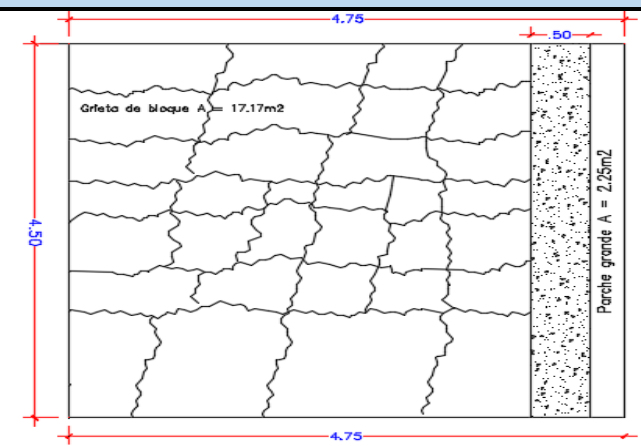 4.75
.50
Grieta de bloque A = 17.17m2
4.50
Parche grande A = 2.25m2
4.75